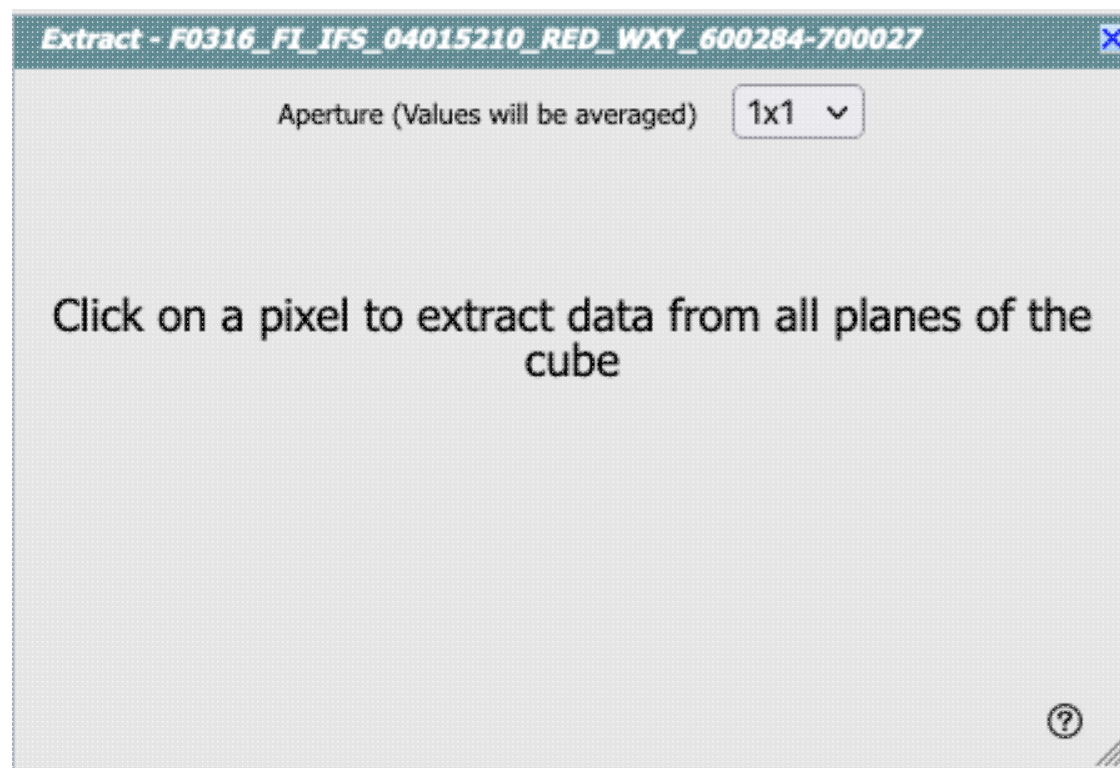 Extract - F0316_FI_IFS_04015210_RED_WXY_600284-700027
Aperture (Values will be averaged) 1x1
Click on a pixel to extract data from all planes of the
cube